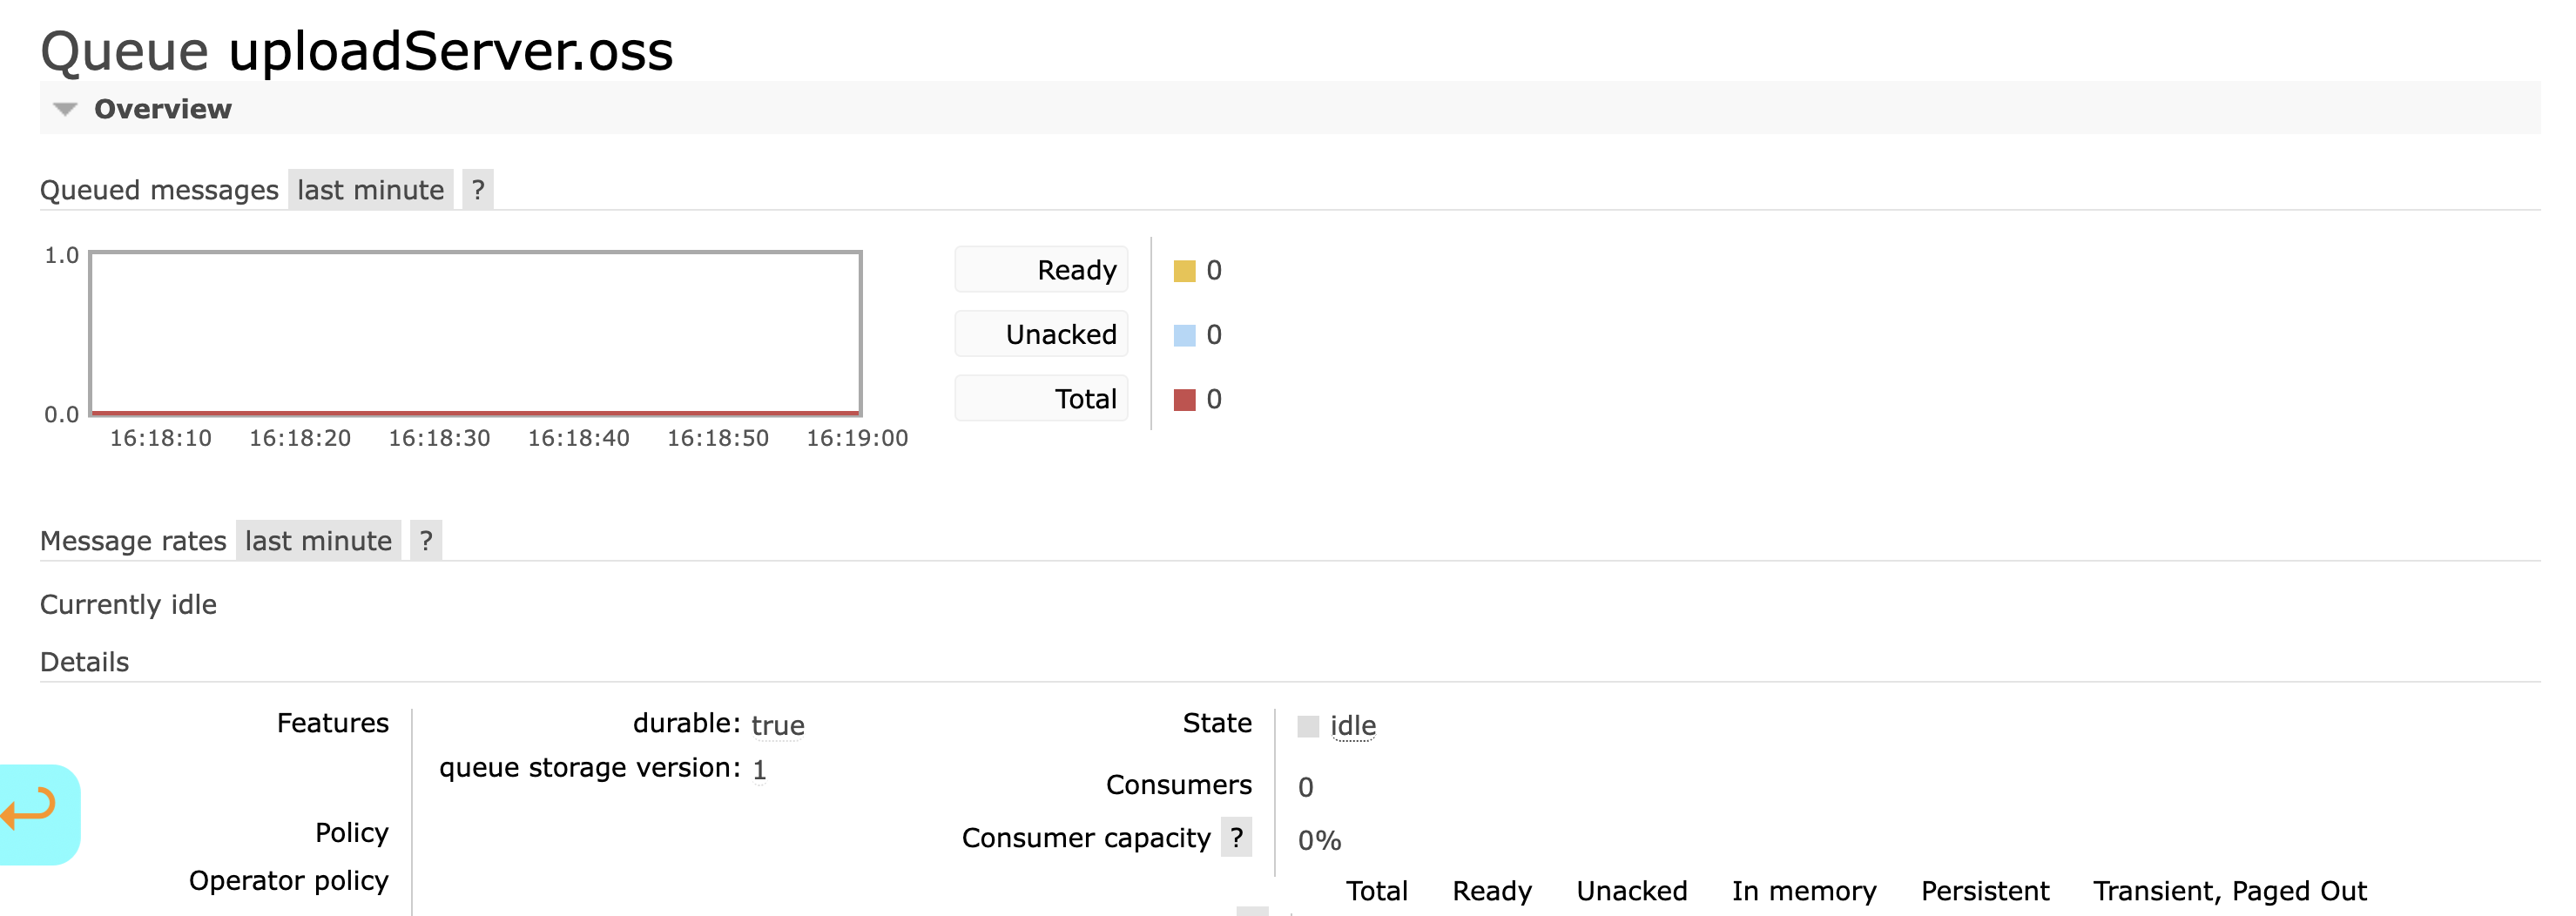 Queue uploadServer.oss
Overview
Queued messages last minute ?
1.0
0.0
16:18:10 16:18:20 16:18:30 16:18:40 16:18:50 16:19:00
Ready 0
Unacked 0
Total 0
Message rates last minute ?
Currently idle
Details
Features durable: true
queue storage version: 1
Policy
Operator policy
State idle
Consumers 0
Consumer capacity ? 0%
Total Ready Unacked In memory Persistent Transient, Paged Out